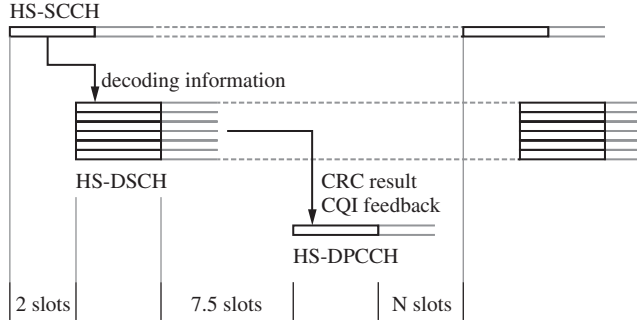 HS-SCCH
decoding information
HS-DSCH
CRC result
CQI feedback
HS-DPCCH
2 slots
7.5 slots
N slots